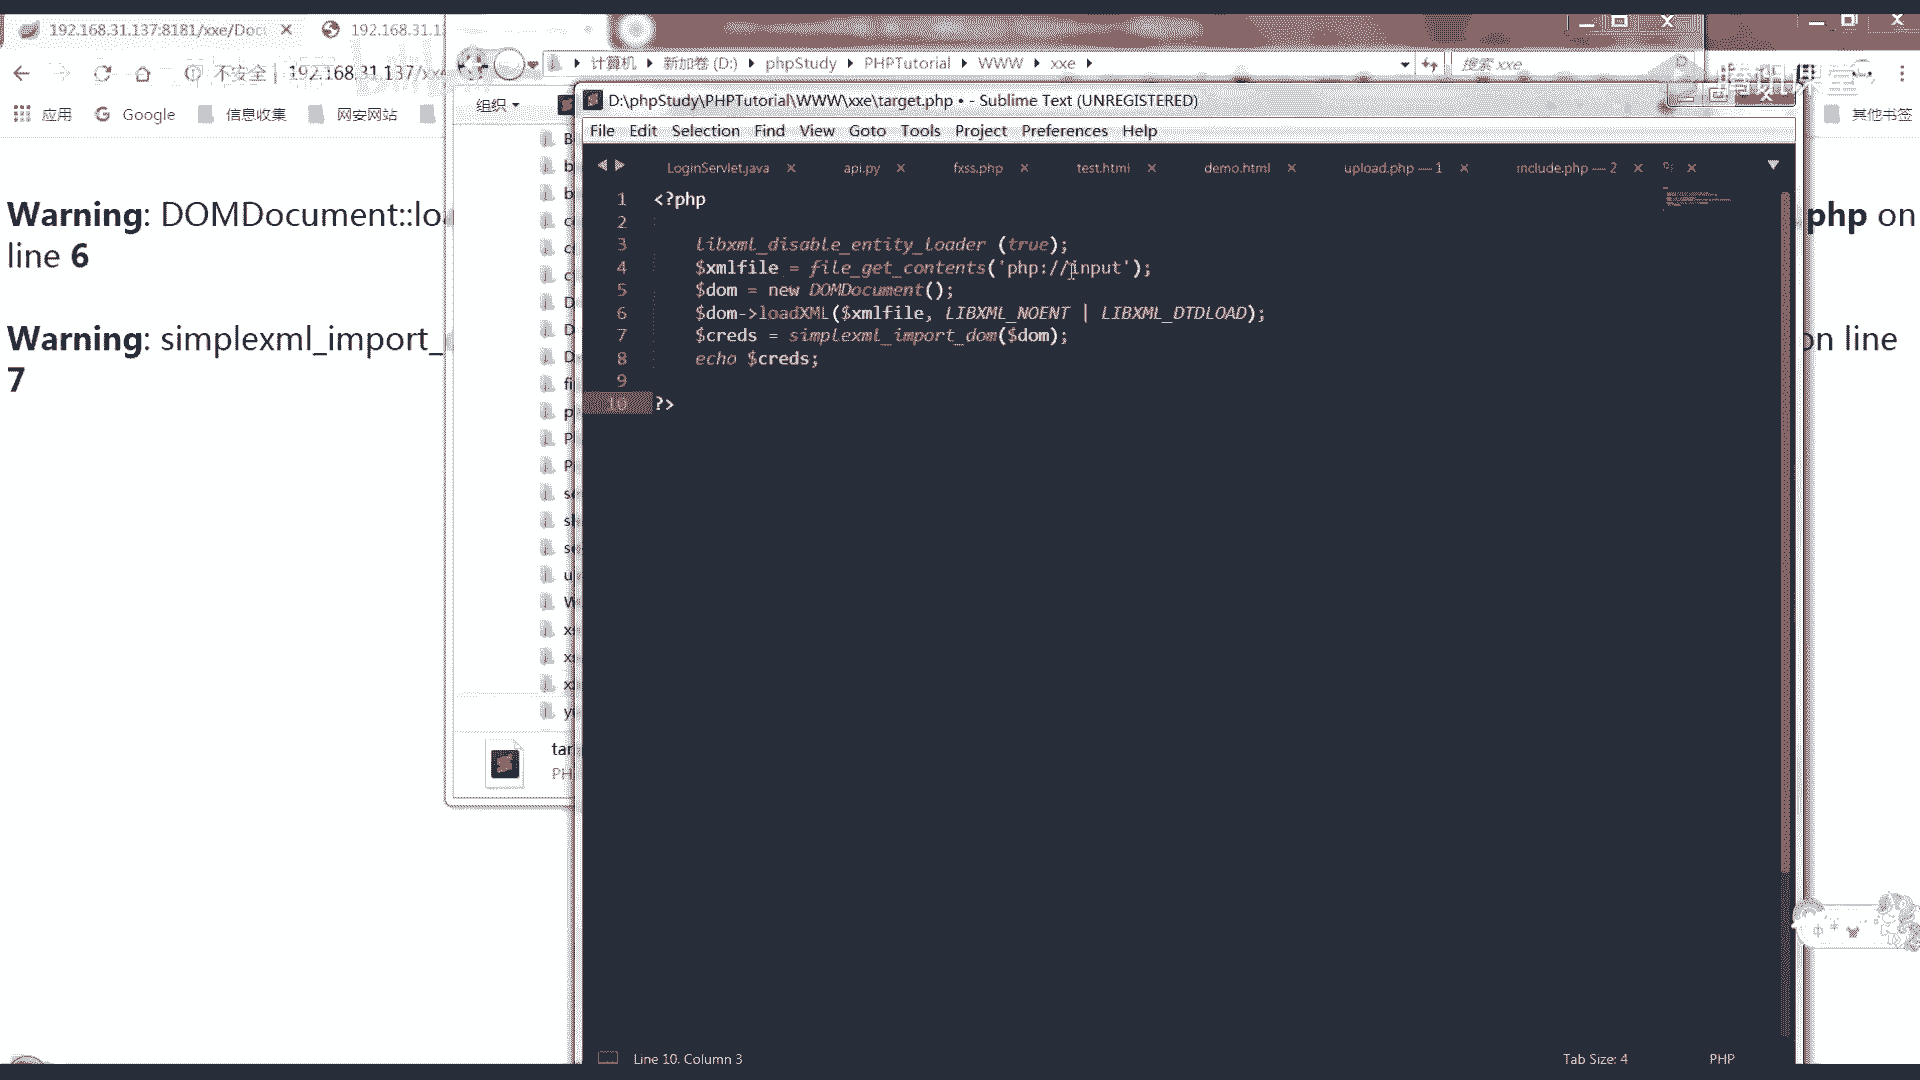 192.168.31.137:8181/xxe/Doc
192.168.31.1
不安全 | 192.168.31.137/xx
应用
Google
信息收集
网安网站
其他书签
计算机
新加卷 (D:)
phpStudy
PHPTutorial
WWW
xxe
搜索 xxe
腾讯课堂
组织
Warning: DOMDocument::loa
php on
line 6
Warning: simplexml_import_
on line
7
D:\phpStudy\PHPTutorial\WWW\xxe\target.php • - Sublime Text (UNREGISTERED)
File Edit Selection Find View Goto Tools Project Preferences Help
LoginServlet.java
api.py
fxss.php
test.html
demo.html
upload.php — 1
include.php — 2
1 <?php
2
3 libxml_disable_entity_loader (true);
4 $xmlfile = file_get_contents('php://input');
5 $dom = new DOMDocument();
6 $dom->loadXML($xmlfile, LIBXML_NOENT | LIBXML_DTDLOAD);
7 $creds = simplexml_import_dom($dom);
8 echo $creds;
9
10 ?>
tar
PH
中
Line 10, Column 3
Tab Size: 4
PHP